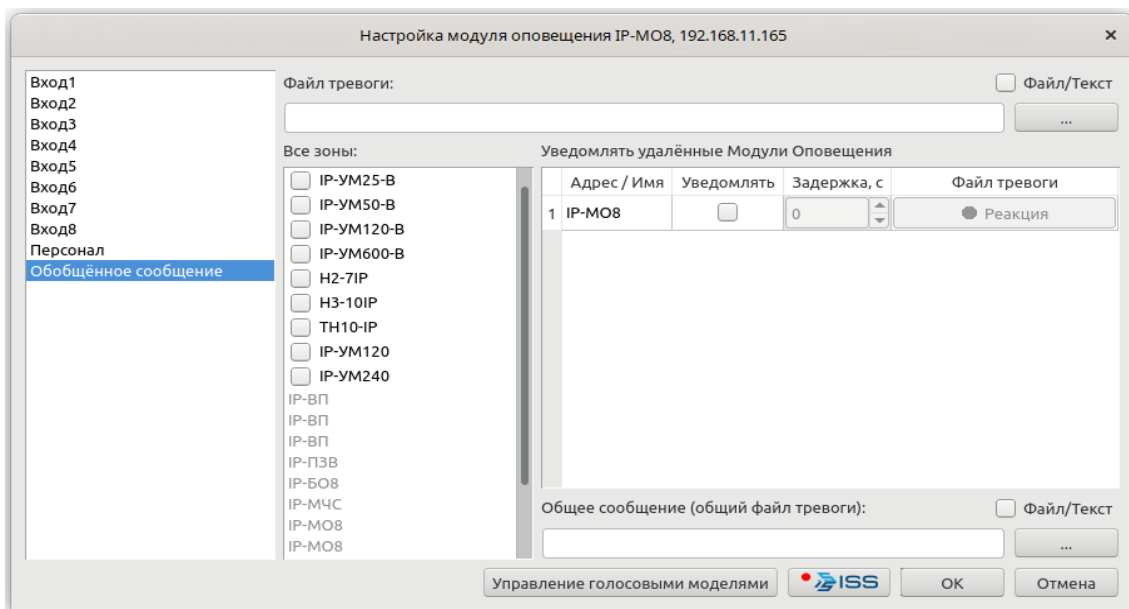 Настройка модуля оповещения IP-МО8, 192.168.11.165
Вход1
Вход2
Вход3
Вход4
Вход5
Вход6
Вход7
Вход8
Персонал
Обобщённое сообщение
Файл тревоги:
Файл/Текст
...
Все зоны:
IP-УМ25-В
IP-УМ50-В
IP-УМ120-В
IP-УМ600-В
Н2-7IP
Н3-10IP
ТН10-IP
IP-УМ120
IP-УМ240
IP-ВП
IP-ВП
IP-ВП
IP-ПЗВ
IP-БО8
IP-МЧС
IP-МО8
IP-МО8
Уведомлять удалённые Модули Оповещения
Адрес / Имя Уведомлять Задержка, с Файл тревоги
1 IP-МО8 0 Реакция
Общее сообщение (общий файл тревоги):
Файл/Текст
...
Управление голосовыми моделями ISS ОК Отмена